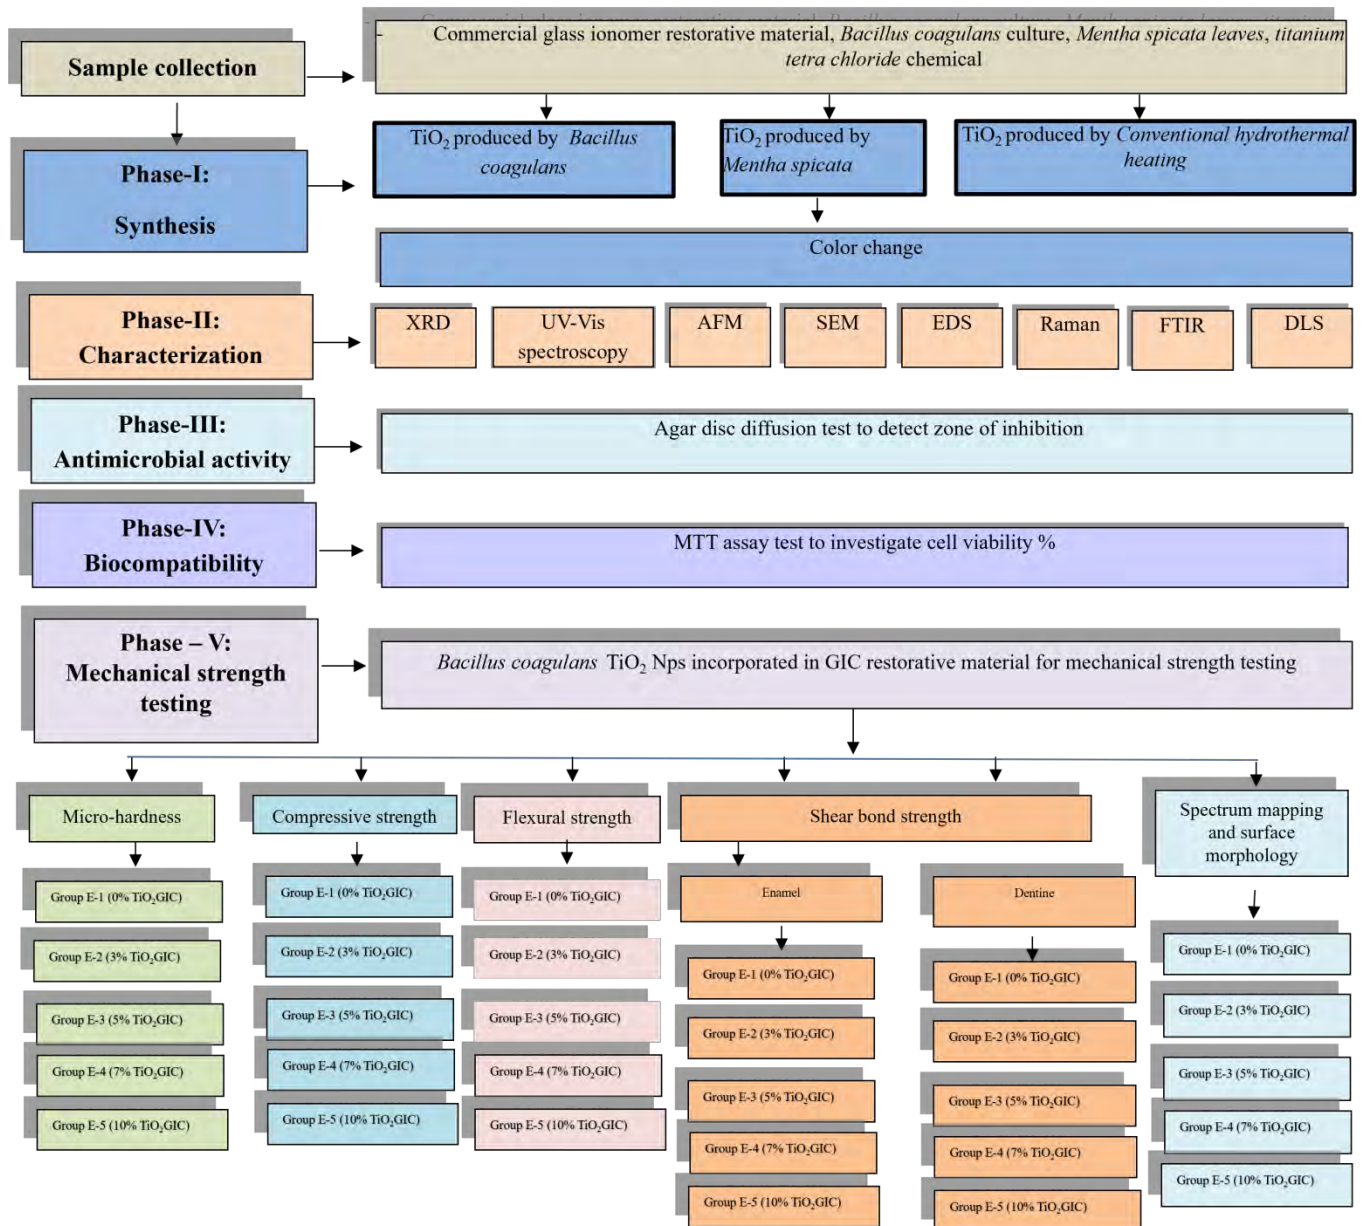 Sample collection
Commercial glass ionomer restorative material, Bacillus coagulans culture, Mentha spicata leaves, titanium
tetra chloride chemical
Phase-I:
Synthesis
TiO₂ produced by Bacillus
coagulans
TiO₂ produced by
Mentha spicata
TiO₂ produced by Conventional hydrothermal
heating
Color change
Phase-II:
Characterization
XRD
UV-Vis
spectroscopy
AFM
SEM
EDS
Raman
FTIR
DLS
Phase-III:
Antimicrobial activity
Agar disc diffusion test to detect zone of inhibition
Phase-IV:
Biocompatibility
MTT assay test to investigate cell viability %
Phase – V:
Mechanical strength
testing
Bacillus coagulans TiO₂ Nps incorporated in GIC restorative material for mechanical strength testing
Micro-hardness
Group E-1 (0% TiO₂GIC)
Group E-2 (3% TiO₂GIC)
Group E-3 (5% TiO₂GIC)
Group E-4 (7% TiO₂GIC)
Group E-5 (10% TiO₂GIC)
Compressive strength
Group E-1 (0% TiO₂GIC)
Group E-2 (3% TiO₂GIC)
Group E-3 (5% TiO₂GIC)
Group E-4 (7% TiO₂GIC)
Group E-5 (10% TiO₂GIC)
Flexural strength
Group E-1 (0% TiO₂GIC)
Group E-2 (3% TiO₂GIC)
Group E-3 (5% TiO₂GIC)
Group E-4 (7% TiO₂GIC)
Group E-5 (10% TiO₂GIC)
Shear bond strength
Enamel
Group E-1 (0% TiO₂GIC)
Group E-2 (3% TiO₂GIC)
Group E-3 (5% TiO₂GIC)
Group E-4 (7% TiO₂GIC)
Group E-5 (10% TiO₂GIC)
Dentine
Group E-1 (0% TiO₂GIC)
Group E-2 (3% TiO₂GIC)
Group E-3 (5% TiO₂GIC)
Group E-4 (7% TiO₂GIC)
Group E-5 (10% TiO₂GIC)
Spectrum mapping
and surface
morphology
Group E-1 (0% TiO₂GIC)
Group E-2 (3% TiO₂GIC)
Group E-3 (5% TiO₂GIC)
Group E-4 (7% TiO₂GIC)
Group E-5 (10% TiO₂GIC)